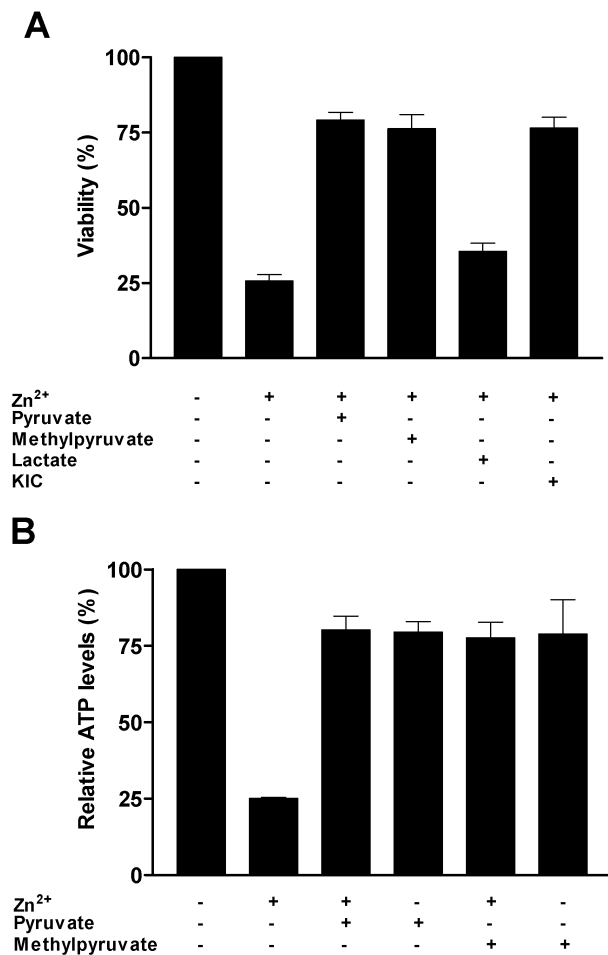 A
Viability (%)
100
75
50
25
0
Zn2+ - + + + + +
Pyruvate - - + - - -
Methylpyruvate - - - + - -
Lactate - - - - + -
KIC - - - - - +
B
Relative ATP levels (%)
100
75
50
25
0
Zn2+ - + + - + -
Pyruvate - - + + - -
Methylpyruvate - - - - + +